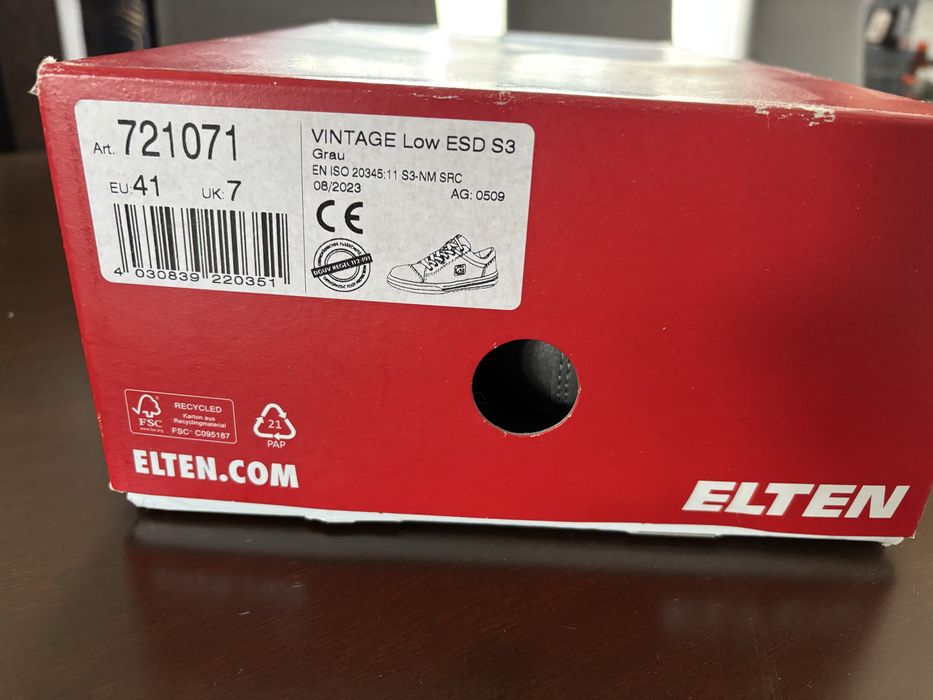 Art. 721071
EU: 41 UK: 7
4 030839 220351
VINTAGE Low ESD S3
Grau
EN ISO 20345:11 S3-NM SRC
08/2023 AG: 0509
CE
DGUV REGEL 112-191
FSC
RECYCLED
Karton aus
Recyclingmaterial
FSC® C095187
21
PAP
ELTEN.COM
ELTEN